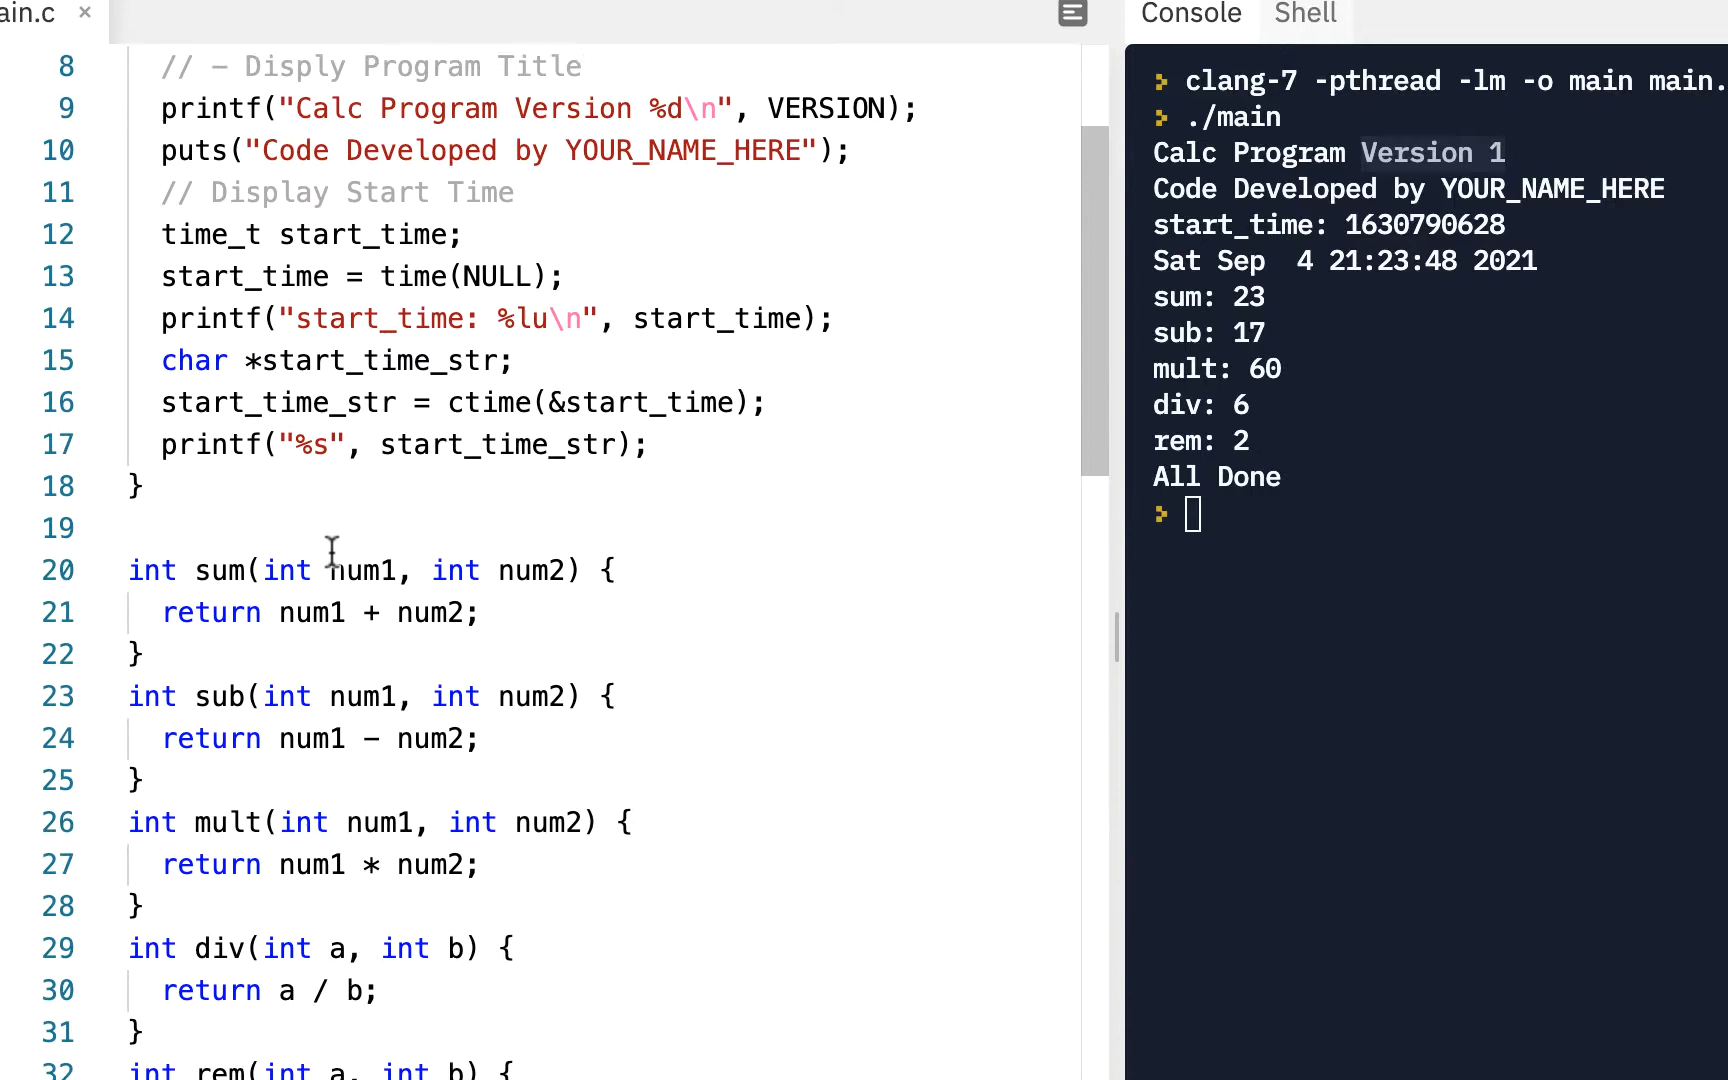 ain.c ×
8 // – Disply Program Title
9 printf("Calc Program Version %d\n", VERSION);
10 puts("Code Developed by YOUR_NAME_HERE");
11 // Display Start Time
12 time_t start_time;
13 start_time = time(NULL);
14 printf("start_time: %lu\n", start_time);
15 char *start_time_str;
16 start_time_str = ctime(&start_time);
17 printf("%s", start_time_str);
18 }
19
20 int sum(int num1, int num2) {
21 return num1 + num2;
22 }
23 int sub(int num1, int num2) {
24 return num1 – num2;
25 }
26 int mult(int num1, int num2) {
27 return num1 * num2;
28 }
29 int div(int a, int b) {
30 return a / b;
31 }
32 int rem(int a, int b) {
Console Shell
clang-7 -pthread -lm -o main main.
./main
Calc Program Version 1
Code Developed by YOUR_NAME_HERE
start_time: 1630790628
Sat Sep  4 21:23:48 2021
sum: 23
sub: 17
mult: 60
div: 6
rem: 2
All Done